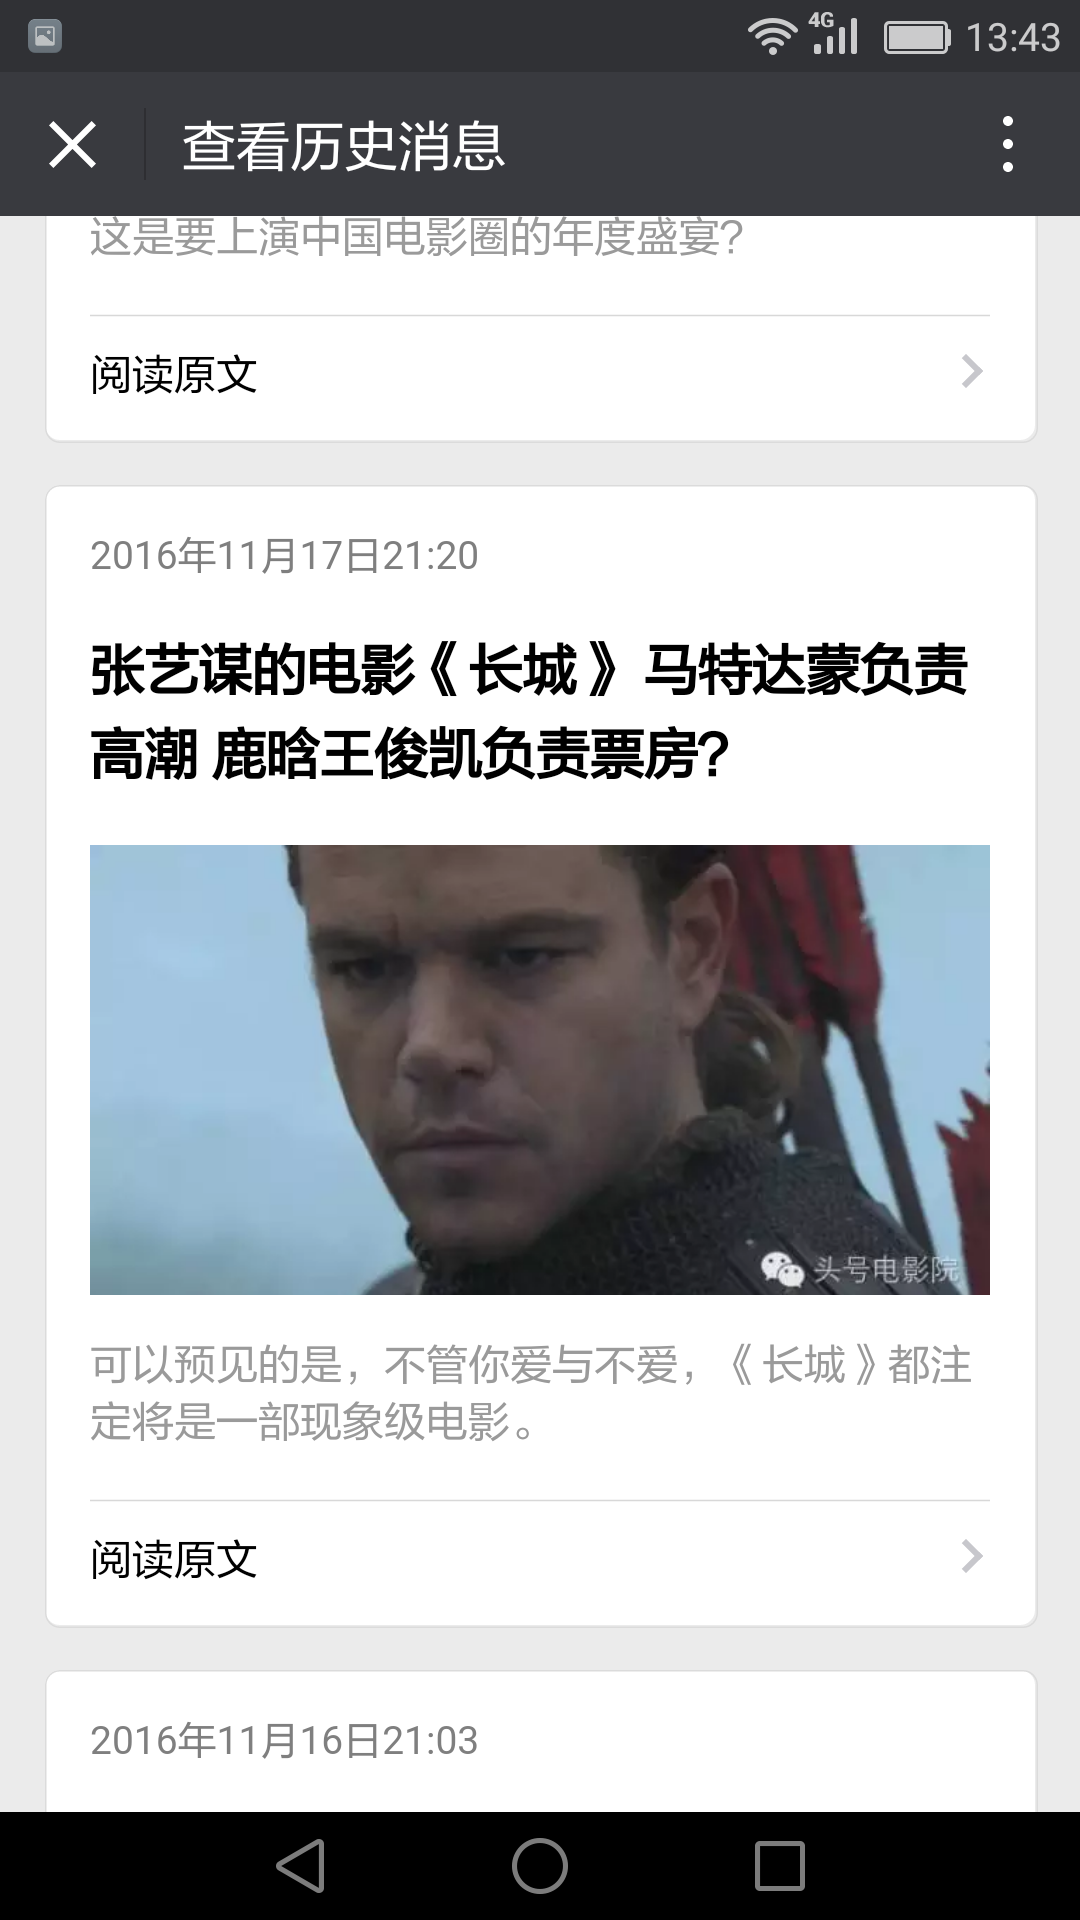 4G
13:43
查看历史消息
这是要上演中国电影圈的年度盛宴?
阅读原文
2016年11月17日21:20
张艺谋的电影《长城》马特达蒙负责
高潮 鹿晗王俊凯负责票房?
头号电影院
可以预见的是，不管你爱与不爱，《长城》都注
定将是一部现象级电影。
阅读原文
2016年11月16日21:03